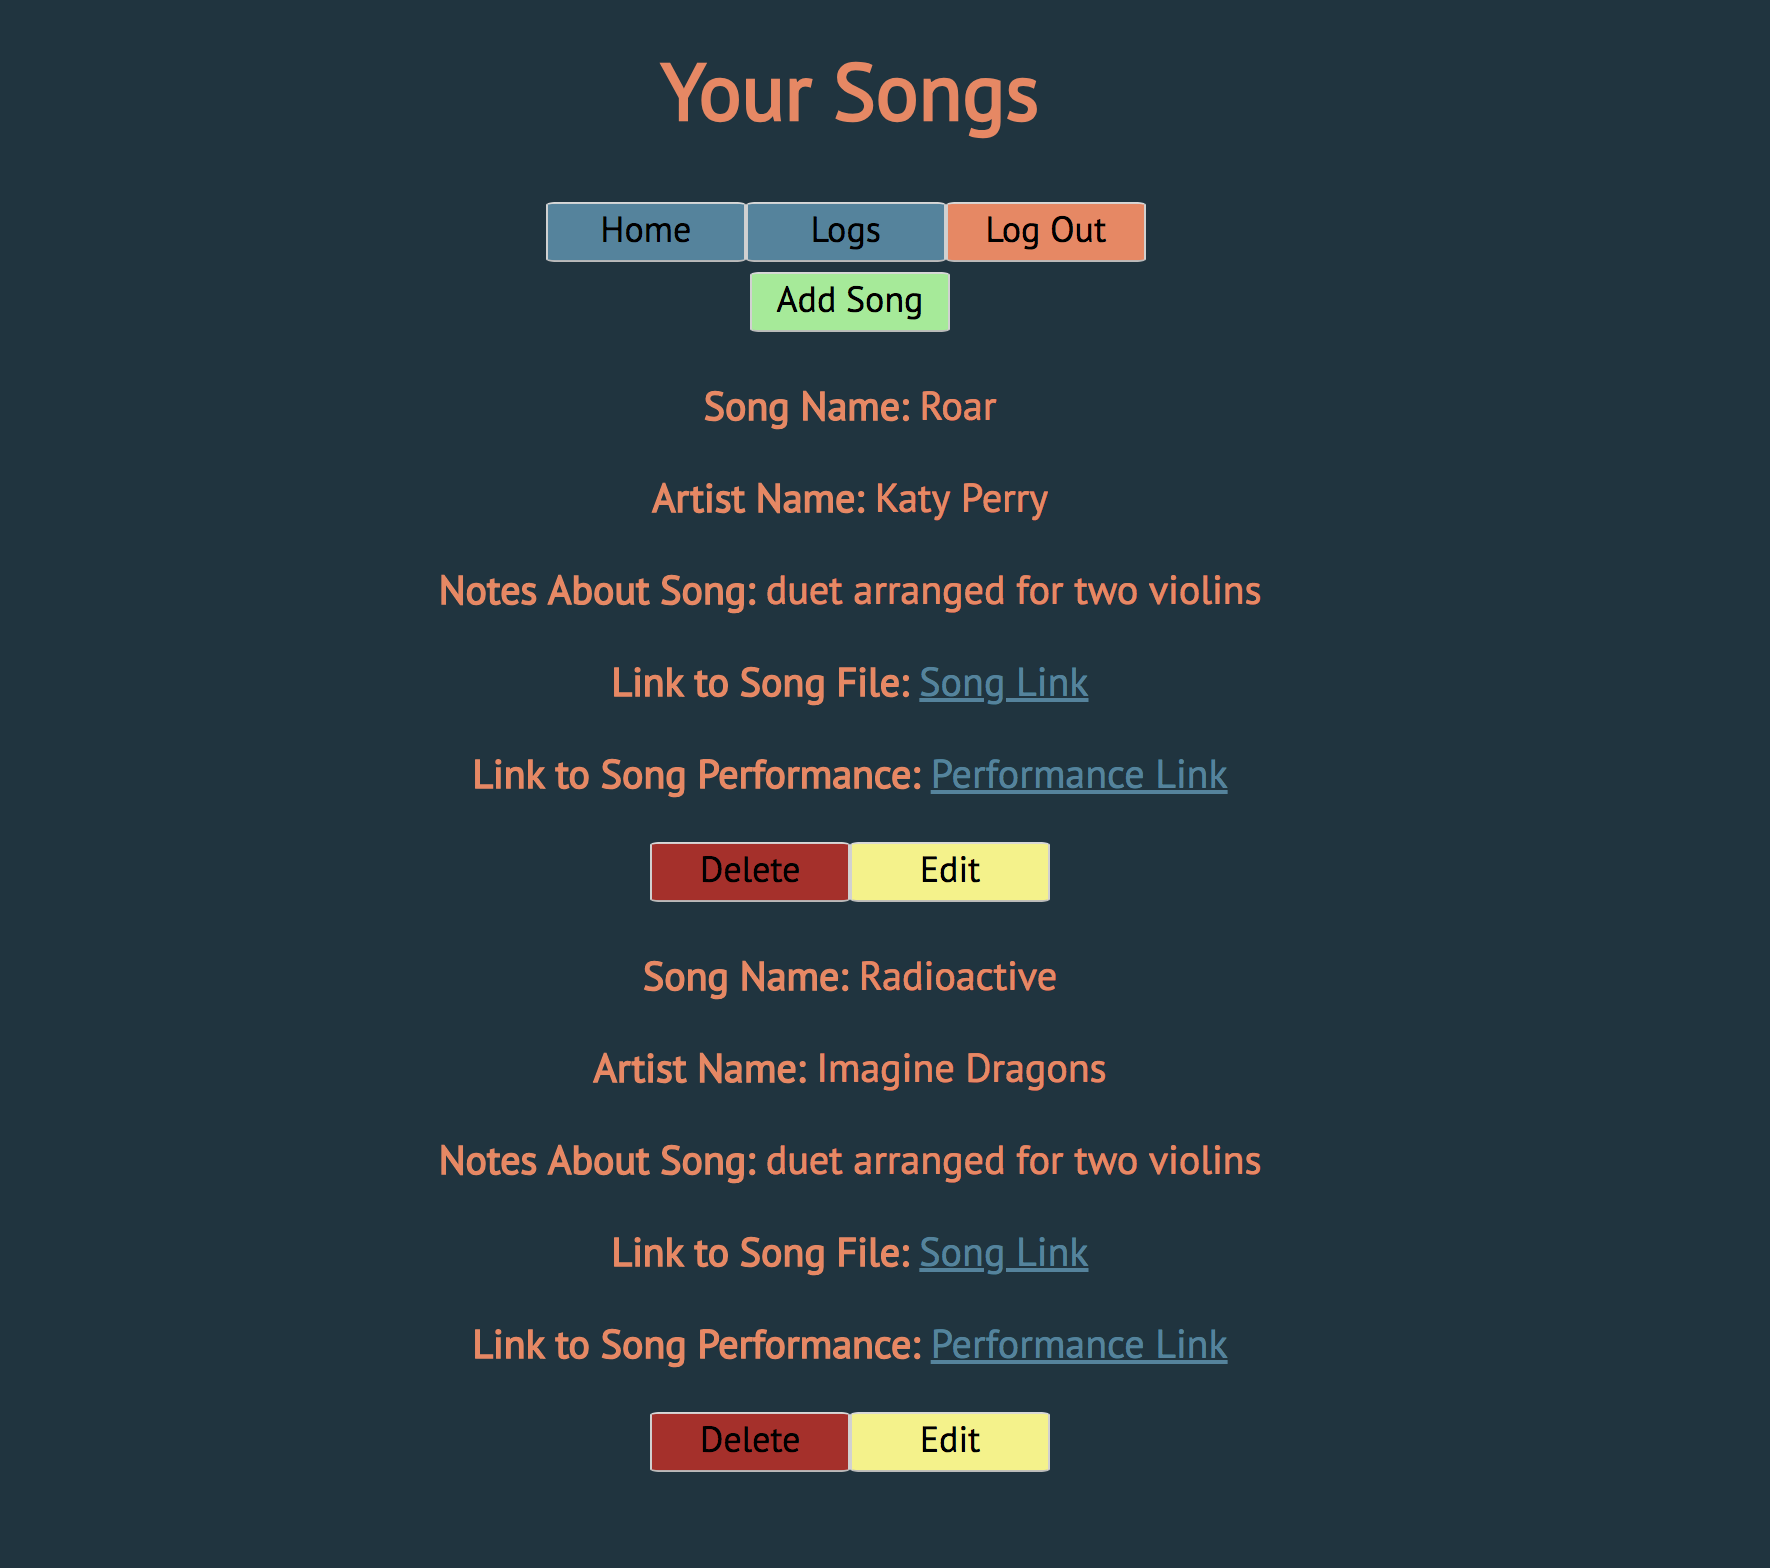 Your Songs
Home Logs Log Out
Add Song
Song Name: Roar
Artist Name: Katy Perry
Notes About Song: duet arranged for two violins
Link to Song File: Song Link
Link to Song Performance: Performance Link
Delete Edit
Song Name: Radioactive
Artist Name: Imagine Dragons
Notes About Song: duet arranged for two violins
Link to Song File: Song Link
Link to Song Performance: Performance Link
Delete Edit